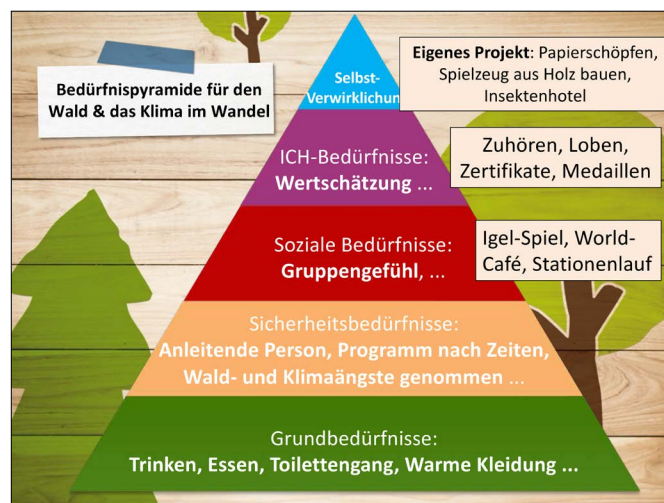 Bedürfnispyramide für den
Wald & das Klima im Wandel
Selbst-
Verwirklichun
Eigenes Projekt: Papierschöpfen,
Spielzeug aus Holz bauen,
Insektenhotel
ICH-Bedürfnisse:
Wertschätzung ...
Zuhören, Loben,
Zertifikate, Medaillen
Soziale Bedürfnisse:
Gruppengefühl, ...
Igel-Spiel, World-
Café, Stationenlauf
Sicherheitsbedürfnisse:
Anleitende Person, Programm nach Zeiten,
Wald- und Klimaängste genommen ...
Grundbedürfnisse:
Trinken, Essen, Toilettengang, Warme Kleidung ...